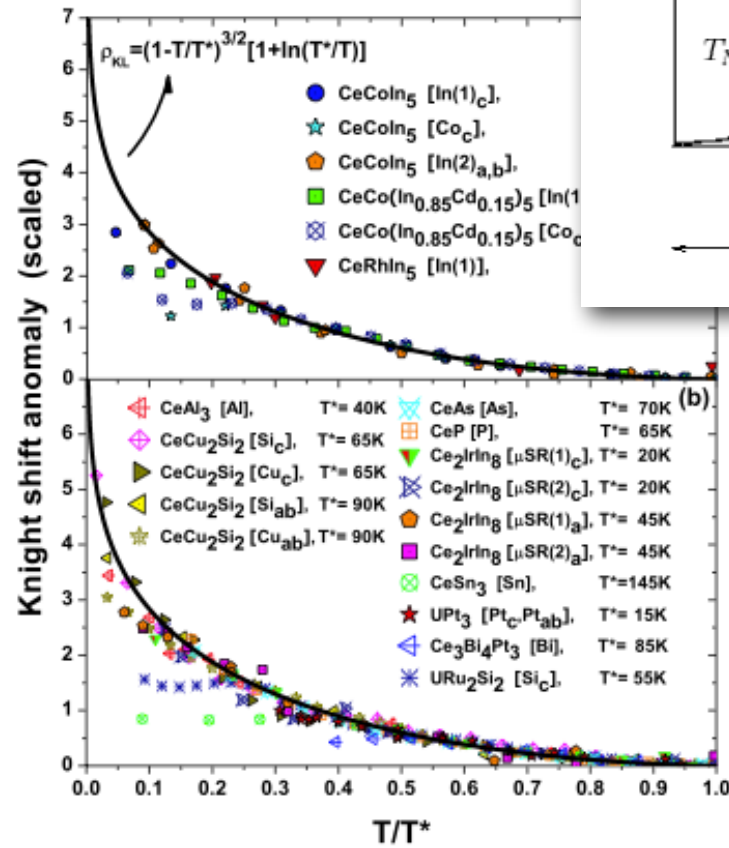 7
6
5
4
3
2
1
0
ρ_KL=(1-T/T*)^3/2[1+ln(T*/T)]
CeCoIn5 [In(1)c],
CeCoIn5 [Coc],
CeCoIn5 [In(2)a,b],
CeCo(In0.85Cd0.15)5 [In(1
CeCo(In0.85Cd0.15)5 [Co
CeRhIn5 [In(1)],
Knight shift anomaly (scaled)
(b)
6
5
4
3
2
1
0
CeAl3 [Al], T*= 40K
CeCu2Si2 [Sic], T*= 65K
CeCu2Si2 [Cuc], T*= 65K
CeCu2Si2 [Siab], T*= 90K
CeCu2Si2 [Cuab], T*= 90K
CeAs [As], T*= 70K
CeP [P], T*= 65K
Ce2IrIn8 [μSR(1)c], T*= 20K
Ce2IrIn8 [μSR(2)c], T*= 20K
Ce2IrIn8 [μSR(1)a], T*= 45K
Ce2IrIn8 [μSR(2)a], T*= 45K
CeSn3 [Sn], T*=145K
UPt3 [Ptc,Ptab] T*= 15K
Ce3Bi4Pt3 [Bi] T*= 85K
URu2Si2 [Sic] T*= 55K
0.0 0.1 0.2 0.3 0.4 0.5 0.6 0.7 0.8 0.9 1.0
T/T*